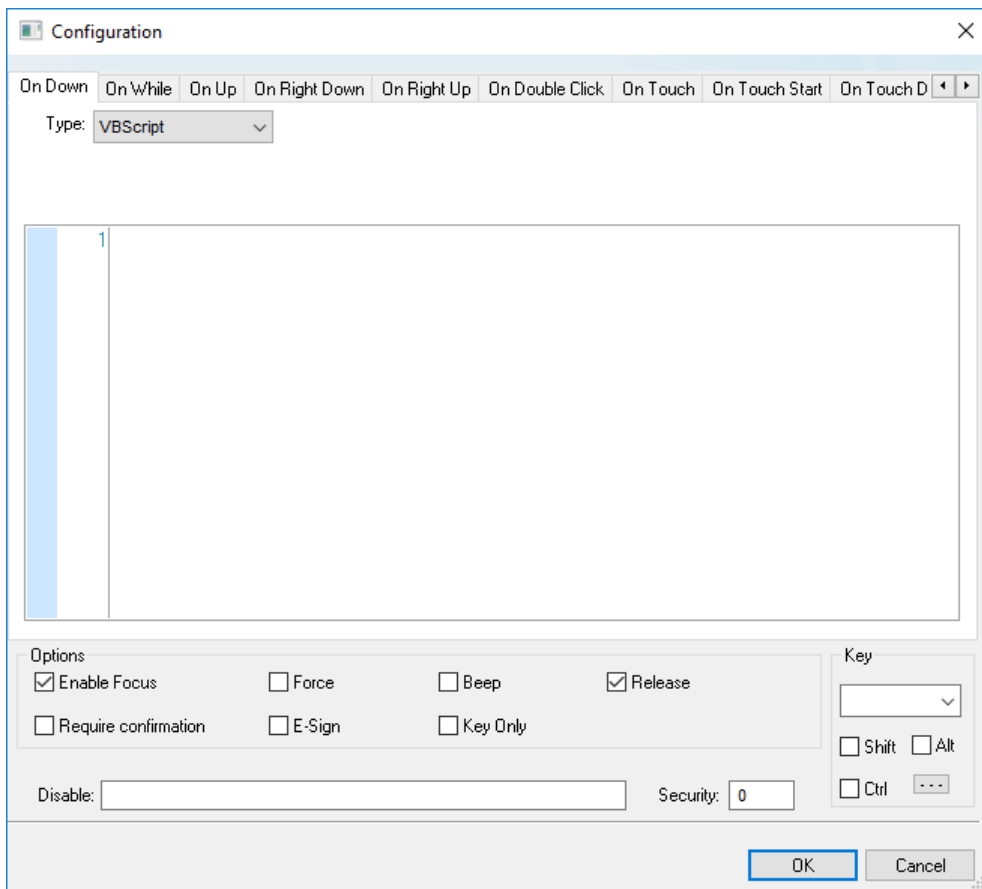 Configuration
On Down On While On Up On Right Down On Right Up On Double Click On Touch On Touch Start On Touch D
Type: VBScript
1
Options
Key
Enable Focus Force Beep Release
Require confirmation E-Sign Key Only
Shift Alt
Disable: Security: 0
Ctrl ...
OK Cancel